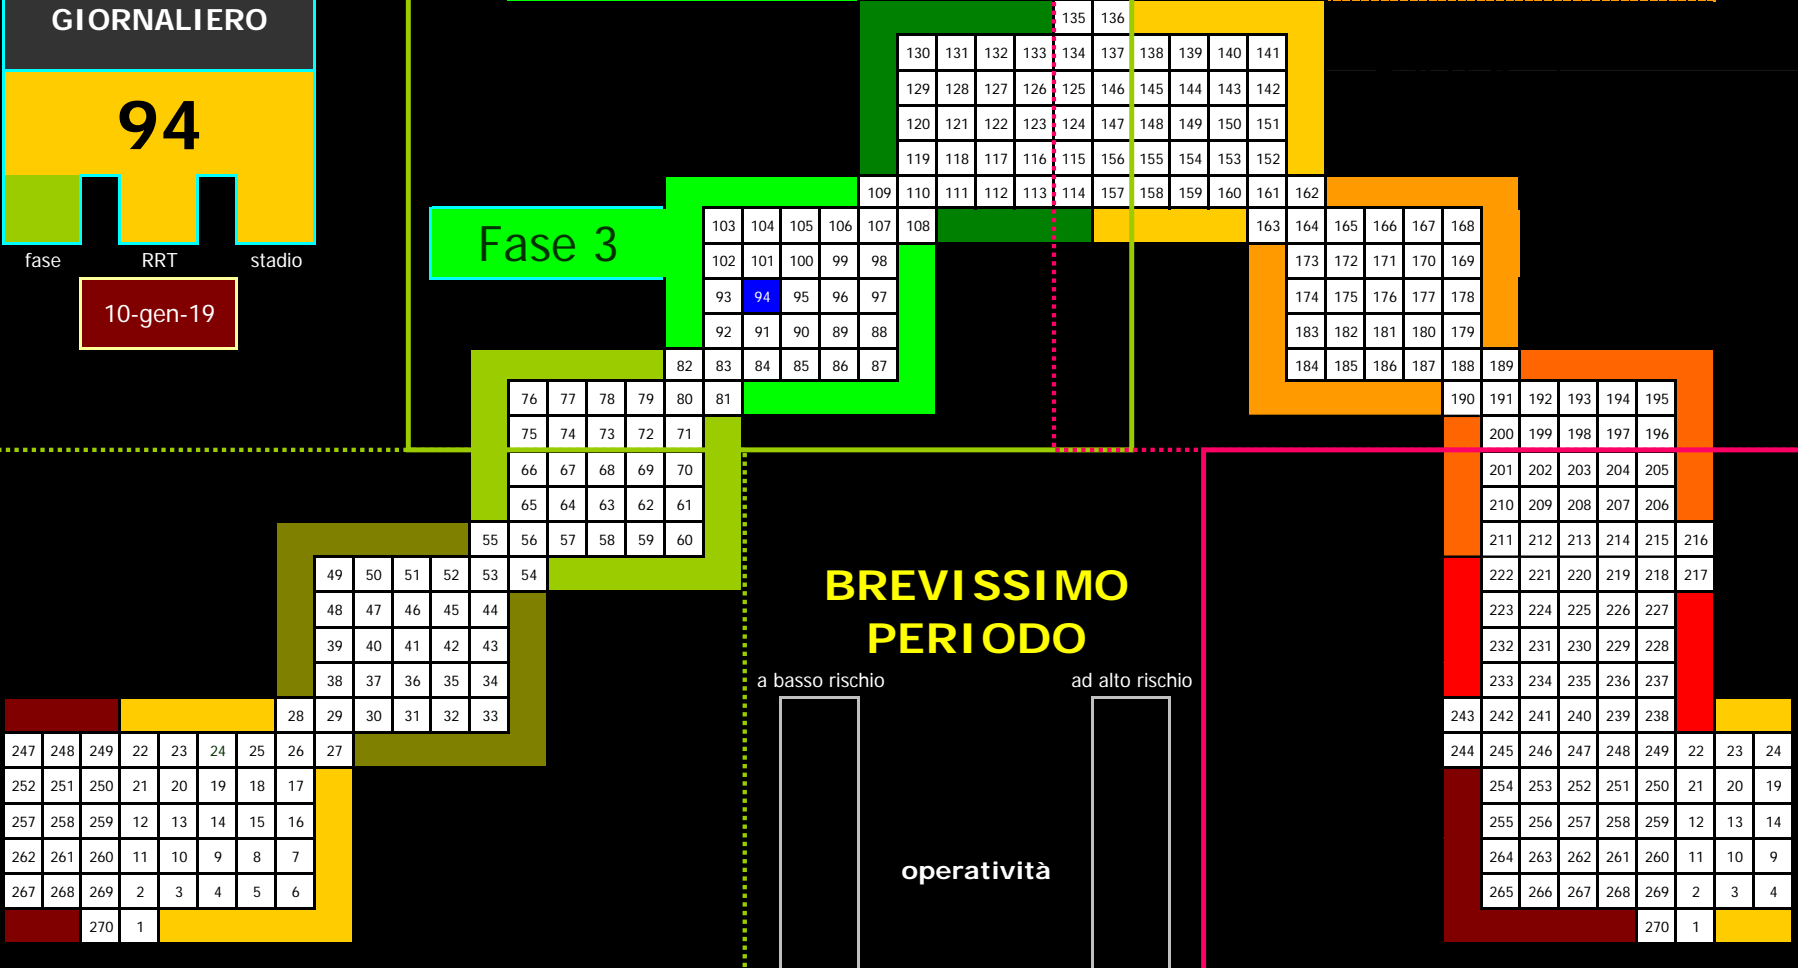 GIORNALIERO
94
fase RRT stadio
10-gen-19
Fase 3
135 136
130 131 132 133 134 137 138 139 140 141
129 128 127 126 125 146 145 144 143 142
120 121 122 123 124 147 148 149 150 151
119 118 117 116 115 156 155 154 153 152
109 110 111 112 113 114 157 158 159 160 161 162
103 104 105 106 107 108 163 164 165 166 167 168
102 101 100 99 98 173 172 171 170 169
93 94 95 96 97 174 175 176 177 178
92 91 90 89 88 183 182 181 180 179
82 83 84 85 86 87 184 185 186 187 188 189
76 77 78 79 80 81 190 191 192 193 194 195
75 74 73 72 71 200 199 198 197 196
66 67 68 69 70 201 202 203 204 205
65 64 63 62 61 210 209 208 207 206
55 56 57 58 59 60 211 212 213 214 215 216
49 50 51 52 53 54 222 221 220 219 218 217
48 47 46 45 44 223 224 225 226 227
39 40 41 42 43 232 231 230 229 228
38 37 36 35 34 233 234 235 236 237
28 29 30 31 32 33 243 242 241 240 239 238
247 248 249 22 23 24 25 26 27 244 245 246 247 248 249 22 23 24
252 251 250 21 20 19 18 17 254 253 252 251 250 21 20 19
257 258 259 12 13 14 15 16 255 256 257 258 259 12 13 14
262 261 260 11 10 9 8 7 264 263 262 261 260 11 10 9
267 268 269 2 3 4 5 6 265 266 267 268 269 2 3 4
270 1 270 1
BREVISSIMO
PERIODO
a basso rischio ad alto rischio
operatività